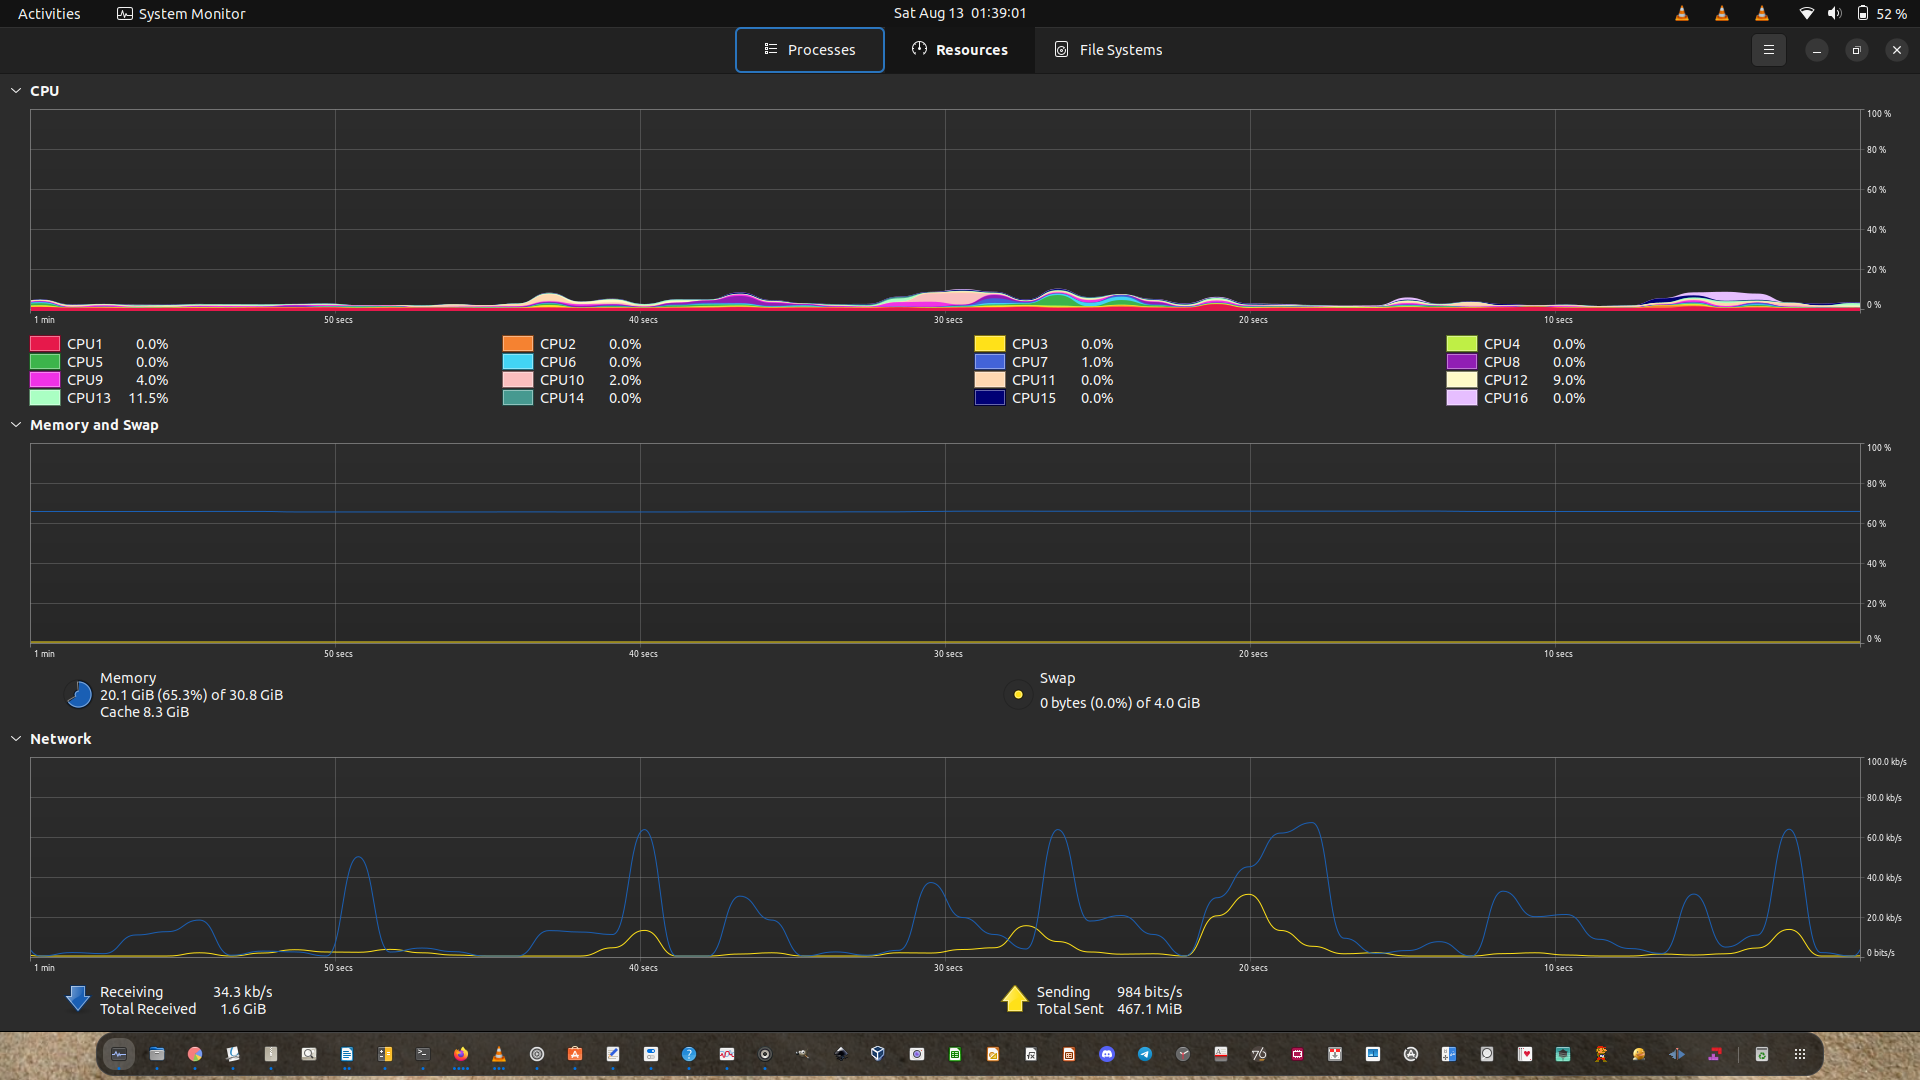 Activities System Monitor Sat Aug 13 01:39:01 52 %
Processes Resources File Systems
CPU
100 %
80 %
60 %
40 %
20 %
0 %
1 min 50 secs 40 secs 30 secs 20 secs 10 secs
CPU1 0.0% CPU2 0.0% CPU3 0.0% CPU4 0.0%
CPU5 0.0% CPU6 0.0% CPU7 1.0% CPU8 0.0%
CPU9 4.0% CPU10 2.0% CPU11 0.0% CPU12 9.0%
CPU13 11.5% CPU14 0.0% CPU15 0.0% CPU16 0.0%
Memory and Swap
100 %
80 %
60 %
40 %
20 %
0 %
1 min 50 secs 40 secs 30 secs 20 secs 10 secs
Memory
20.1 GiB (65.3%) of 30.8 GiB
Cache 8.3 GiB
Swap
0 bytes (0.0%) of 4.0 GiB
Network
100.0 kb/s
80.0 kb/s
60.0 kb/s
40.0 kb/s
20.0 kb/s
0 bits/s
1 min 50 secs 40 secs 30 secs 20 secs 10 secs
Receiving 34.3 kb/s
Total Received 1.6 GiB
Sending 984 bits/s
Total Sent 467.1 MiB
76